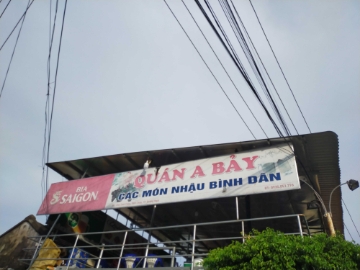 BIA
SAIGON
QUÁN A BẢY
CÁC MÓN NHẬU BÌNH DÂN